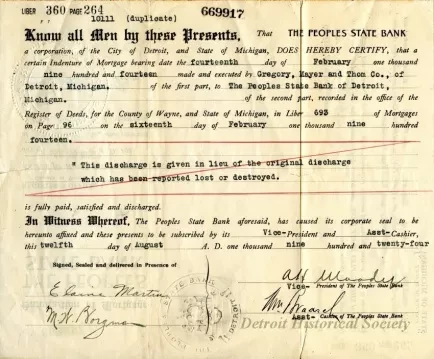 LIBER 360 PAGE 264
10111 (duplicate)
669917
Know all Men by these Presents, That THE PEOPLES STATE BANK
a corporation, of the City of Detroit, and State of Michigan, DOES HEREBY CERTIFY, that a
certain Indenture of Mortgage bearing date the fourteenth day of February one thousand
nine hundred and fourteen made and executed by Gregory, Mayer and Thom Co., of
Detroit, Michigan. of the first part, to The Peoples State Bank of Detroit,
Michigan. of the second part, recorded in the office of the
Register of Deeds, for the County of Wayne, and State of Michigan, in Liber 693 of Mortgages
on Page 96 on the sixteenth day of February one thousand nine hundred
fourteen.
"This discharge is given in lieu of the original discharge
which has been reported lost or destroyed.
is fully paid, satisfied and discharged.
In Witness Whereof, The Peoples State Bank aforesaid, has caused its corporate seal to be
hereunto affixed and these presents to be subscribed by its Vice-President and Asst-Cashier,
this twelfth day of August A. D. one thousand nine hundred and twenty-four
Signed, Sealed and delivered in Presence of
Elaine Martin
Vice- President of The Peoples State Bank
Asst- Cashier of The Peoples State Bank
Detroit Historical Society